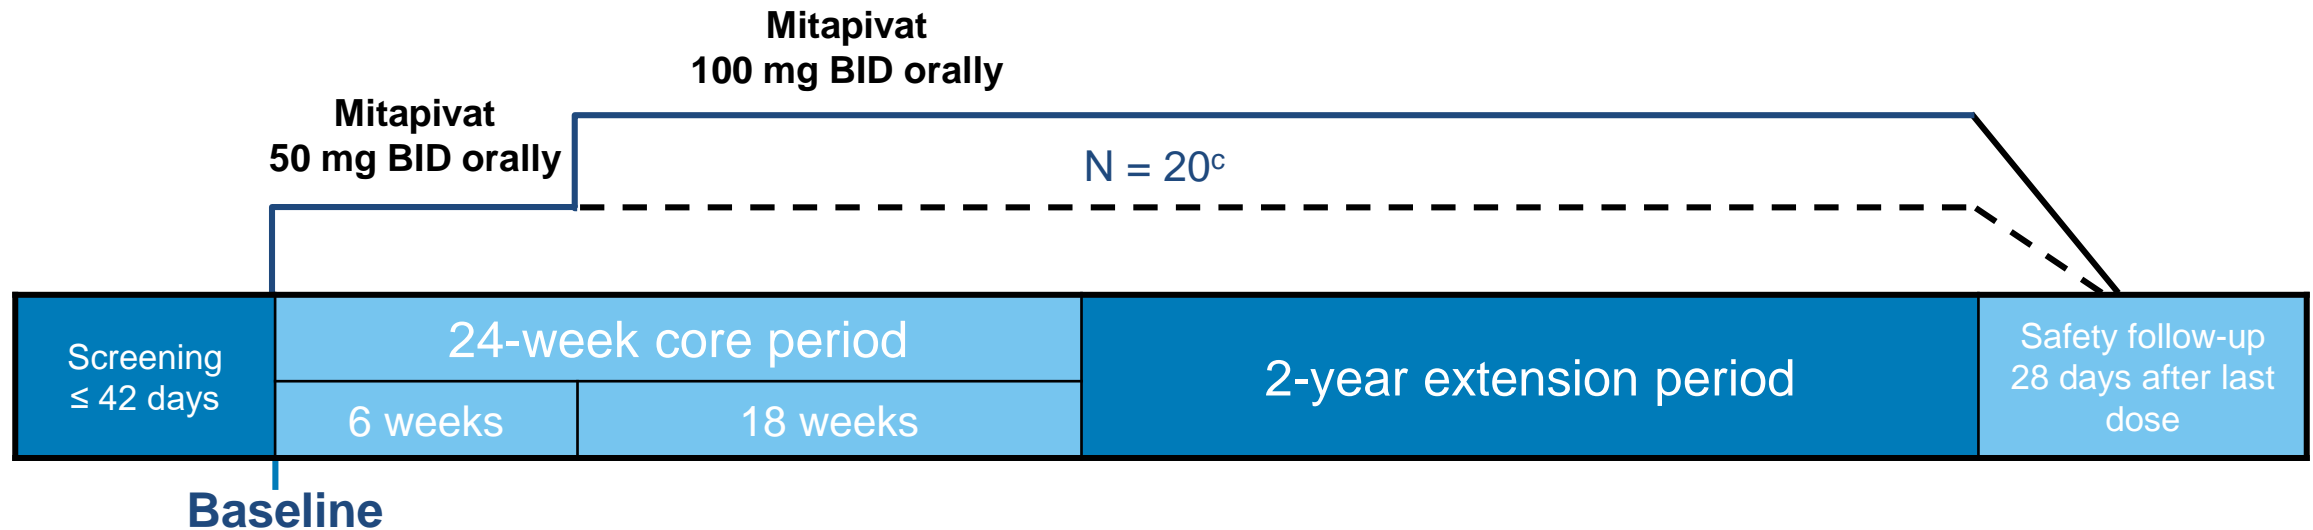 Mitapivat
100 mg BID orally
Mitapivat
50 mg BID orally
N = 20ᶜ
Screening
≤ 42 days
24-week core period
6 weeks
18 weeks
2-year extension period
Safety follow-up
28 days after last
dose
Baseline